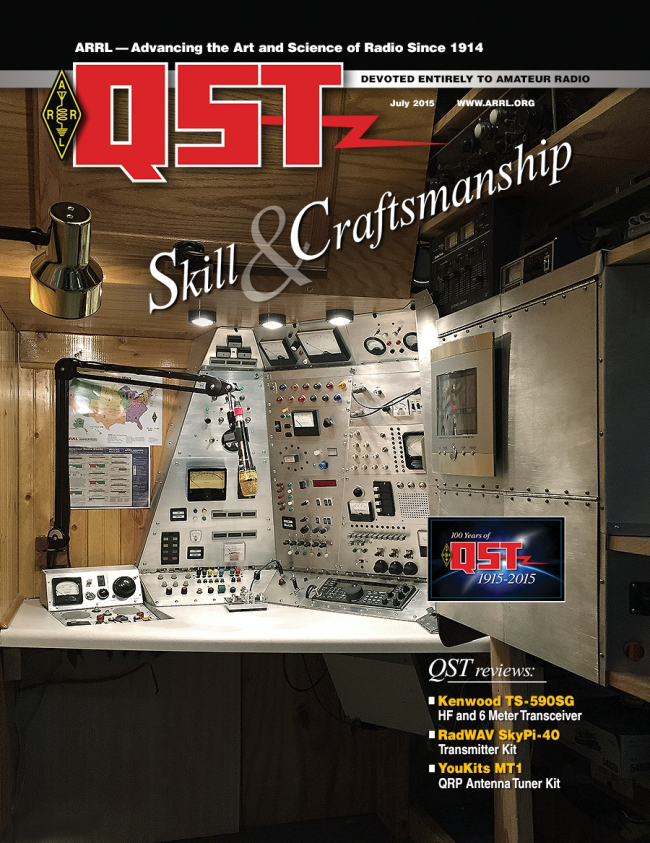 ARRL — Advancing the Art and Science of Radio Since 1914
QST
DEVOTED ENTIRELY TO AMATEUR RADIO
A
R R
L
July 2015 WWW.ARRL.ORG
Skill & Craftsmanship
100 Years of
QST
1915-2015
QST reviews:
Kenwood TS-590SG
HF and 6 Meter Transceiver
RadWAV SkyPi-40
Transmitter Kit
YouKits MT1
QRP Antenna Tuner Kit